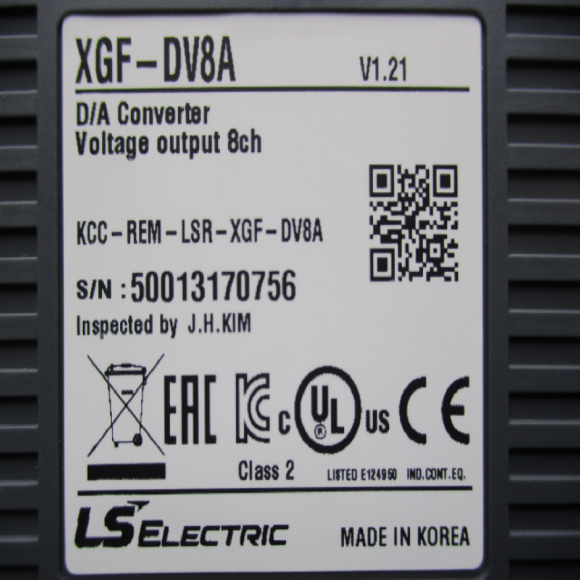 XGF-DV8A V1.21
D/A Converter
Voltage output 8ch
KCC-REM-LSR-XGF-DV8A
S/N : 50013170756
Inspected by J.H.KIM
EAC KC C UL US CE
®
Class 2 LISTED E124950 IND.CONT.EQ.
LS ELECTRIC MADE IN KOREA